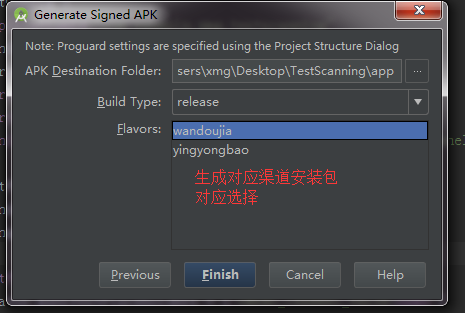 Generate Signed APK
Note: Proguard settings are specified using the Project Structure Dialog
APK Destination Folder: sers\xmg\Desktop\TestScanning\app ...
Build Type: release
Flavors: wandoujia
yingyongbao
生成对应渠道安装包
对应选择
Previous Finish Cancel Help